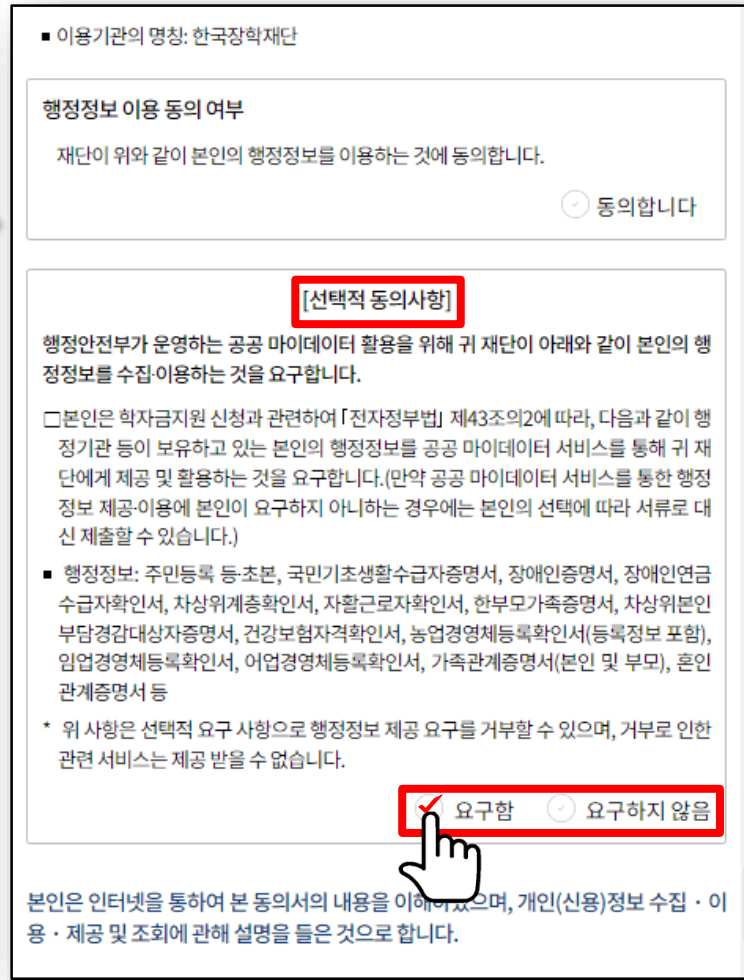 ■ 이용기관의 명칭: 한국장학재단
행정정보 이용 동의 여부
재단이 위와 같이 본인의 행정정보를 이용하는 것에 동의합니다.
동의합니다
[선택적 동의사항]
행정안전부가 운영하는 공공 마이데이터 활용을 위해 귀 재단이 아래와 같이 본인의 행
정정보를 수집·이용하는 것을 요구합니다.
□본인은 학자금지원 신청과 관련하여 ｢전자정부법｣ 제43조의2에 따라, 다음과 같이 행
정기관 등이 보유하고 있는 본인의 행정정보를 공공 마이데이터 서비스를 통해 귀 재
단에게 제공 및 활용하는 것을 요구합니다.(만약 공공 마이데이터 서비스를 통한 행정
정보 제공·이용에 본인이 요구하지 아니하는 경우에는 본인의 선택에 따라 서류로 대
신 제출할 수 있습니다.)
■ 행정정보: 주민등록 등·초본, 국민기초생활수급자증명서, 장애인증명서, 장애인연금
수급자확인서, 차상위계층확인서, 자활근로자확인서, 한부모가족증명서, 차상위본인
부담경감대상자증명서, 건강보험자격확인서, 농업경영체등록확인서(등록정보 포함),
임업경영체등록확인서, 어업경영체등록확인서, 가족관계증명서(본인 및 부모), 혼인
관계증명서 등
* 위 사항은 선택적 요구 사항으로 행정정보 제공 요구를 거부할 수 있으며, 거부로 인한
관련 서비스는 제공 받을 수 없습니다.
요구함 요구하지 않음
본인은 인터넷을 통하여 본 동의서의 내용을 이해하였으며, 개인(신용)정보 수집 · 이
용 · 제공 및 조회에 관해 설명을 들은 것으로 합니다.